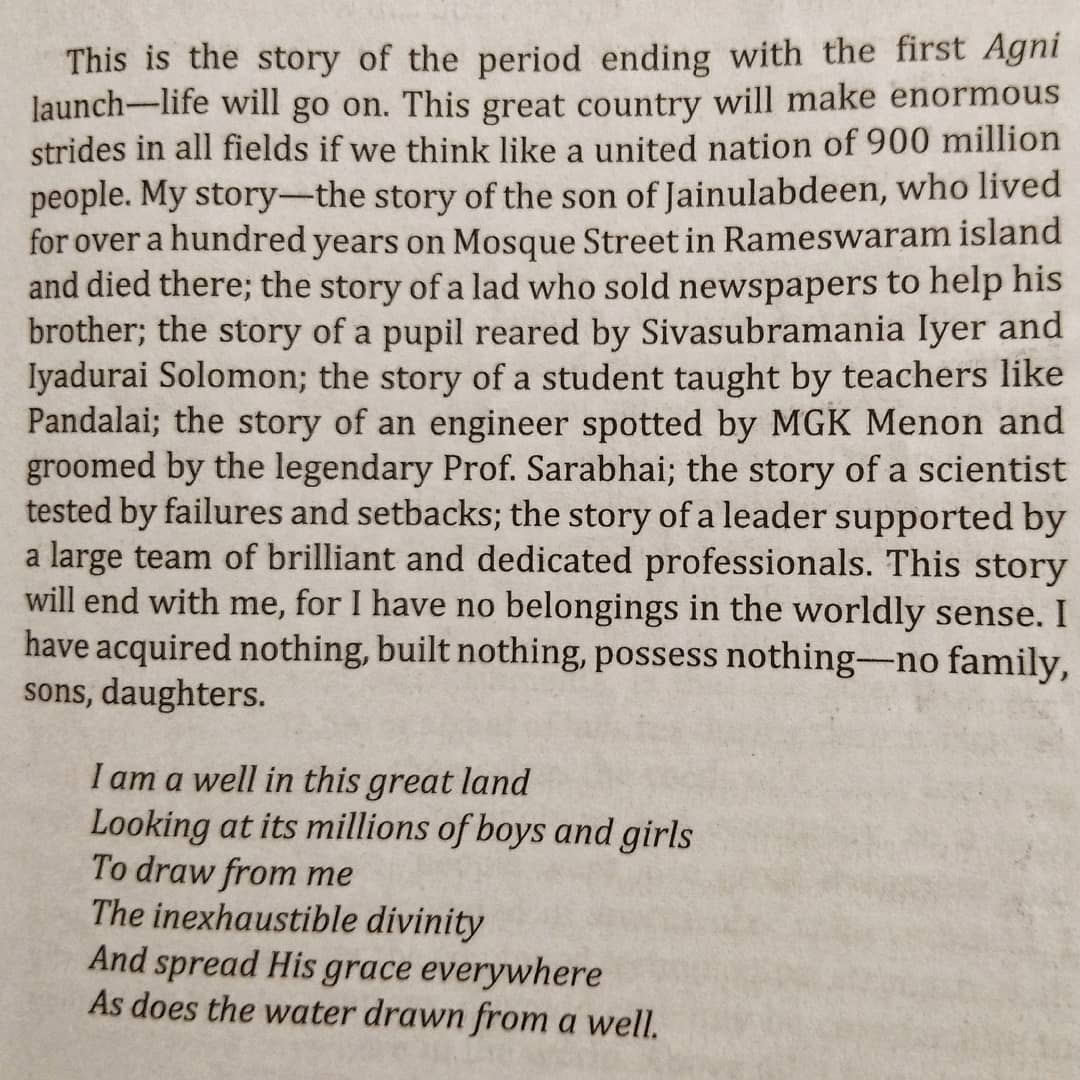 This is the story of the period ending with the first Agni
launch—life will go on. This great country will make enormous
strides in all fields if we think like a united nation of 900 million
people. My story—the story of the son of Jainulabdeen, who lived
for over a hundred years on Mosque Street in Rameswaram island
and died there; the story of a lad who sold newspapers to help his
brother; the story of a pupil reared by Sivasubramania Iyer and
Iyadurai Solomon; the story of a student taught by teachers like
Pandalai; the story of an engineer spotted by MGK Menon and
groomed by the legendary Prof. Sarabhai; the story of a scientist
tested by failures and setbacks; the story of a leader supported by
a large team of brilliant and dedicated professionals. This story
will end with me, for I have no belongings in the worldly sense. I
have acquired nothing, built nothing, possess nothing—no family,
sons, daughters.
I am a well in this great land
Looking at its millions of boys and girls
To draw from me
The inexhaustible divinity
And spread His grace everywhere
As does the water drawn from a well.